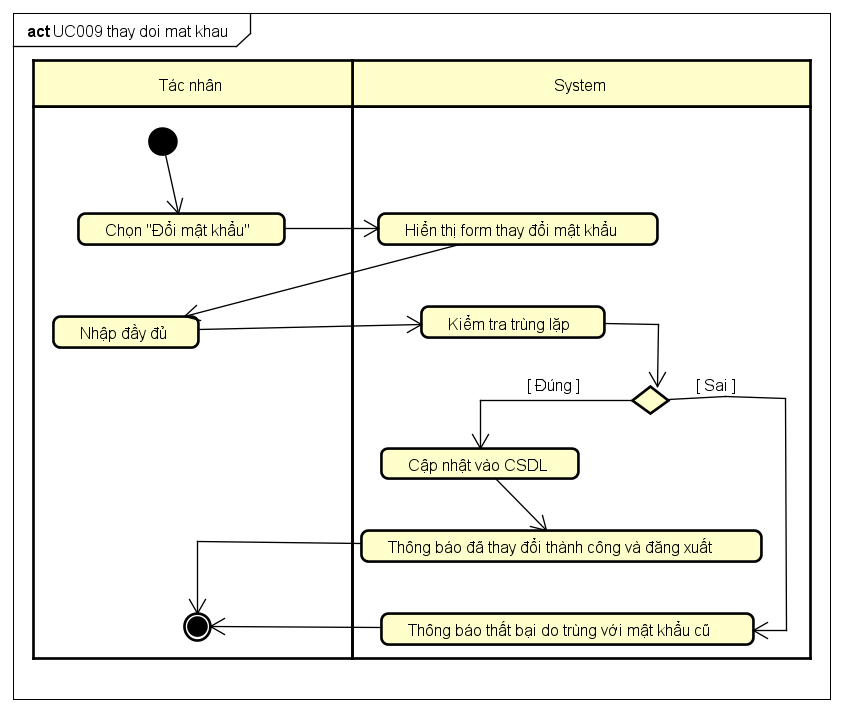 act UC009 thay doi mat khau
Tác nhân
System
Chọn "Đổi mật khẩu"
Hiển thị form thay đổi mật khẩu
Nhập đầy đủ
Kiểm tra trùng lặp
[ Đúng ]
[ Sai ]
Cập nhật vào CSDL
Thông báo đã thay đổi thành công và đăng xuất
Thông báo thất bại do trùng với mật khẩu cũ